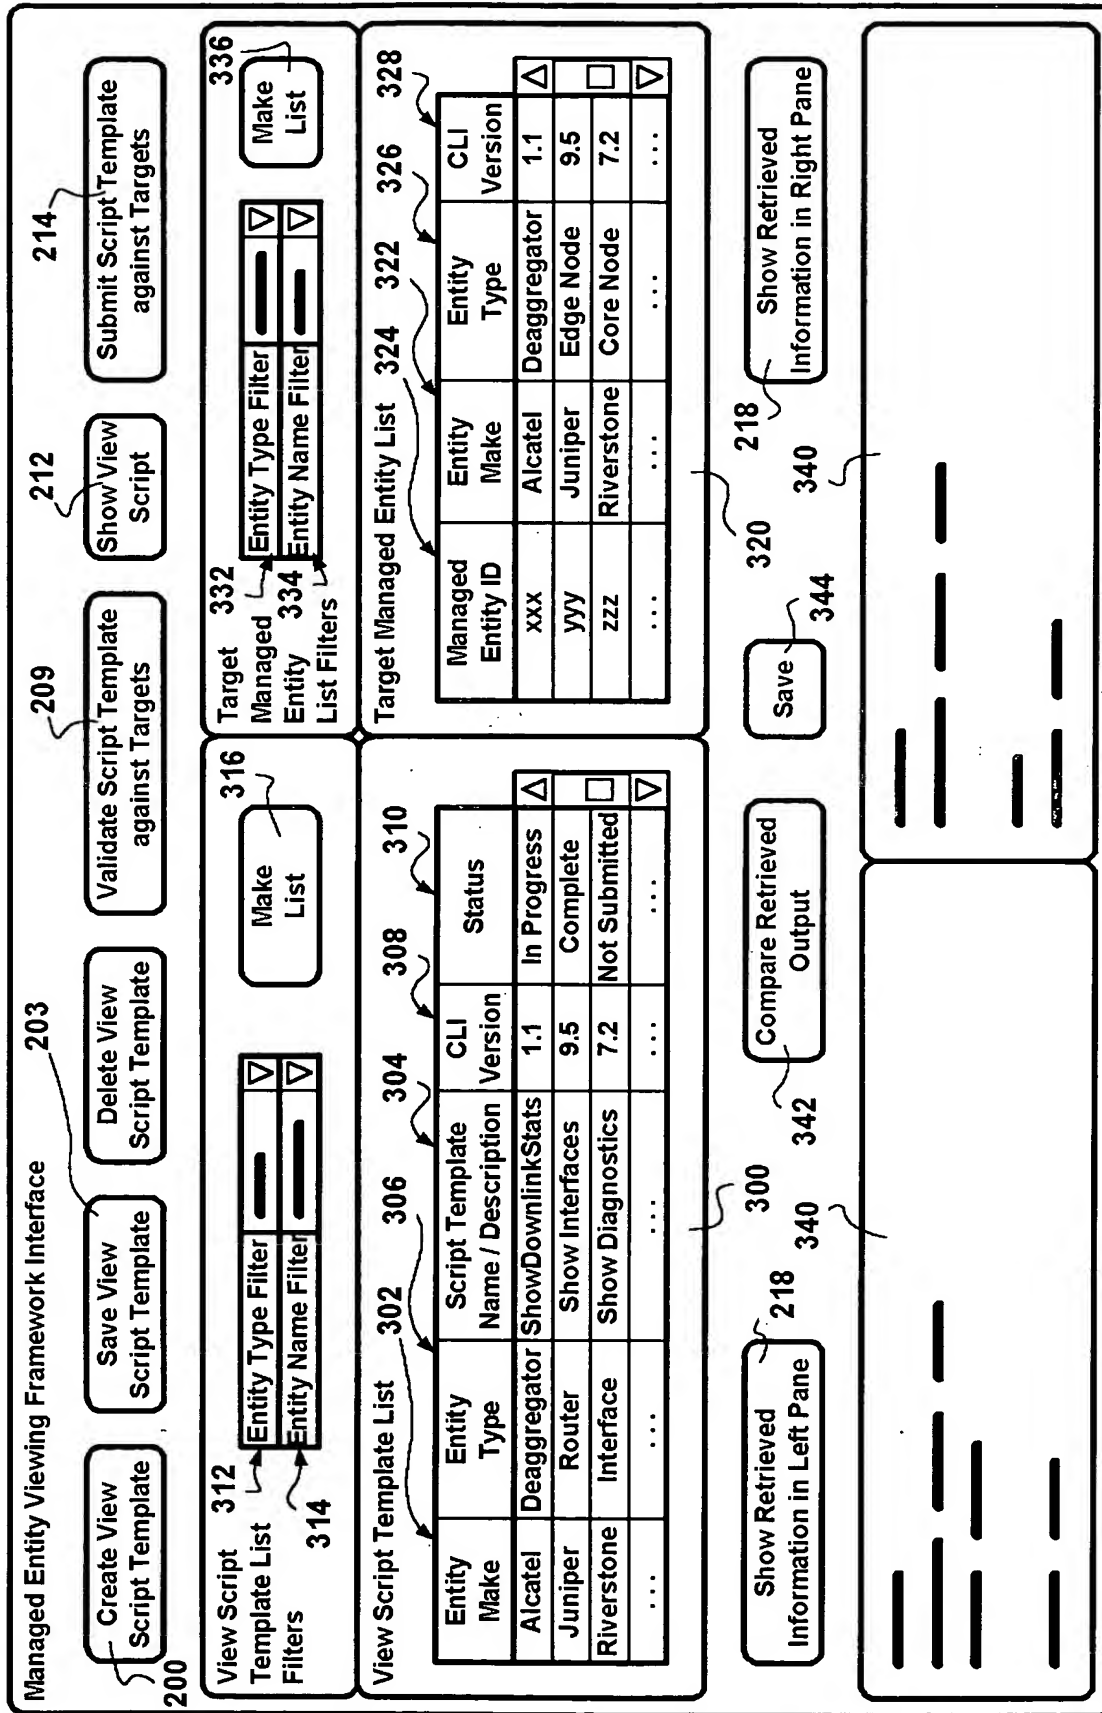 Managed Entity Viewing Framework Interface
200
Create View
Script Template
203
Save View
Script Template
Delete View
Script Template
209
Validate Script Template
against Targets
212
Show View
Script
214
Submit Script Template
against Targets
View Script
Template List
Filters
312
314
Entity Type Filter
Entity Name Filter
316
Make
List
Target
Managed
Entity
List Filters
332
334
Entity Type Filter
Entity Name Filter
336
Make
List
View Script Template List
302
306
304
308
310
Entity Make
Entity Type
Script Template Name / Description
CLI Version
Status
Alcatel
Deaggregator
ShowDownlinkStats
1.1
In Progress
Juniper
Router
Show Interfaces
9.5
Complete
Riverstone
Interface
Show Diagnostics
7.2
Not Submitted
...
...
...
...
...
300
Target Managed Entity List
324
322
326
328
Managed Entity ID
Entity Make
Entity Type
CLI Version
xxx
Alcatel
Deaggregator
1.1
yyy
Juniper
Edge Node
9.5
zzz
Riverstone
Core Node
7.2
...
...
...
...
320
Show Retrieved
Information in Left Pane
218
342
Compare Retrieved
Output
Save
344
218
Show Retrieved
Information in Right Pane
340
340